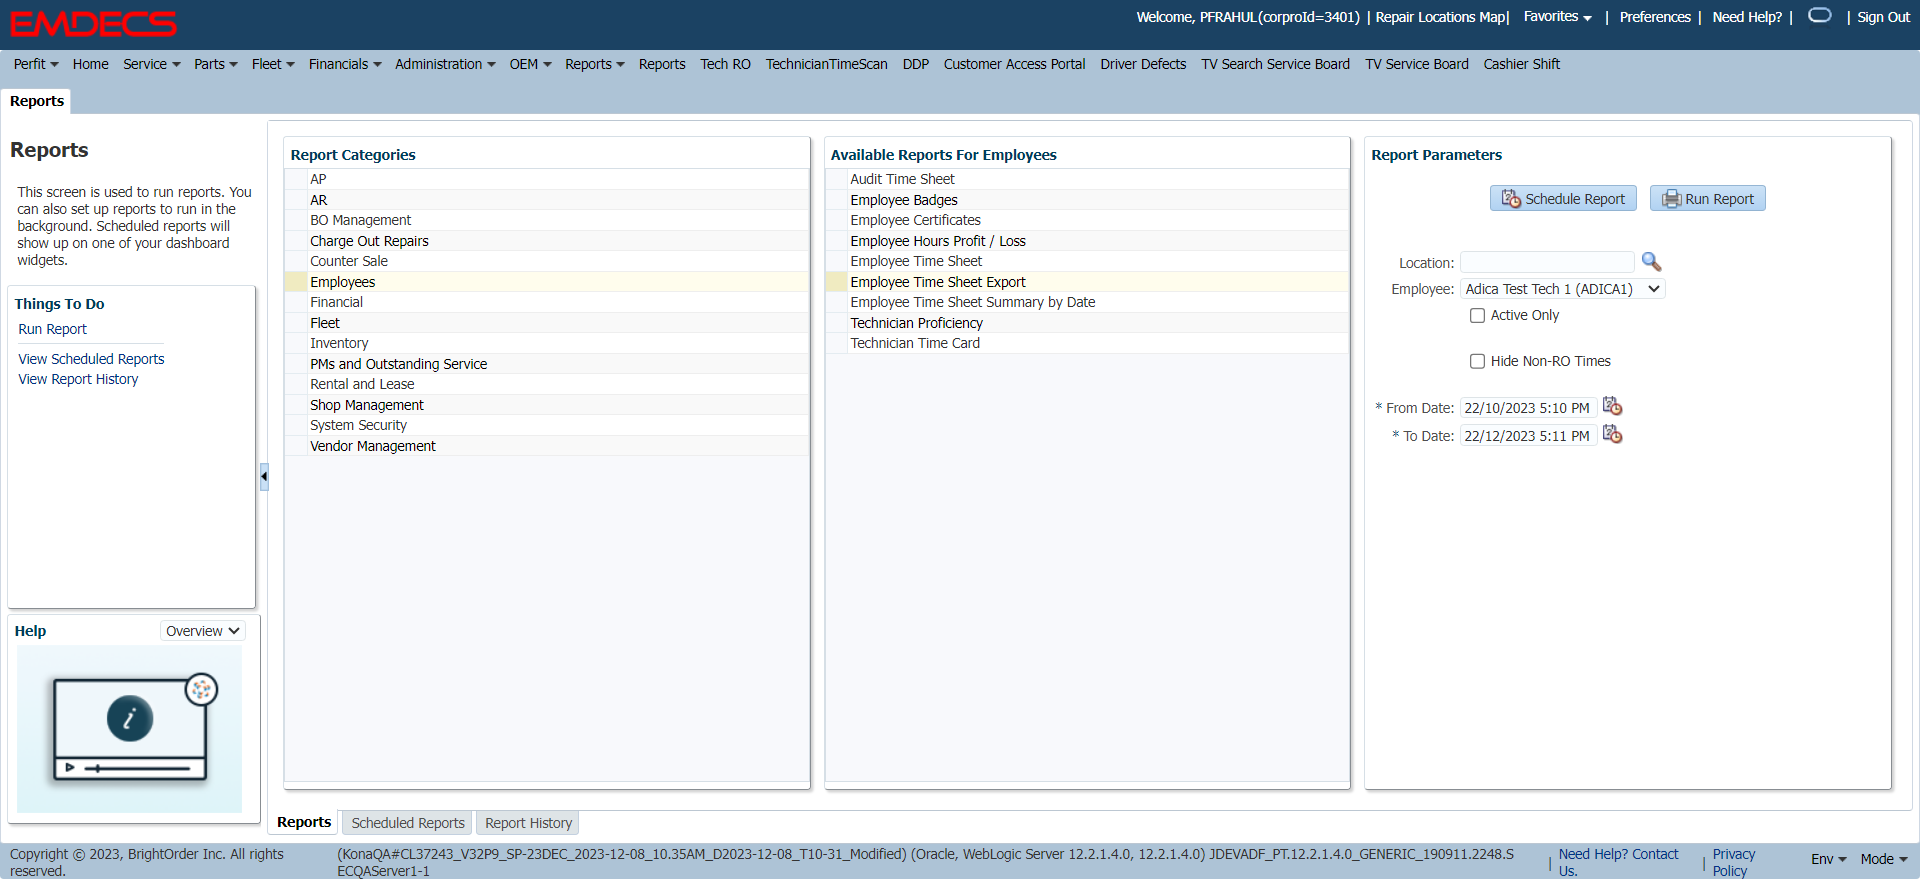 EMDECS
Welcome, PFRAHUL(corproId=3401) | Repair Locations Map| Favorites | Preferences | Need Help? | | Sign Out
Perfit Home Service Parts Fleet Financials Administration OEM Reports Reports Tech RO TechnicianTimeScan DDP Customer Access Portal Driver Defects TV Search Service Board TV Service Board Cashier Shift
Reports
Reports
This screen is used to run reports. You
can also set up reports to run in the
background. Scheduled reports will
show up on one of your dashboard
widgets.
Things To Do
Run Report
View Scheduled Reports
View Report History
Help
Overview
Report Categories
AP
AR
BO Management
Charge Out Repairs
Counter Sale
Employees
Financial
Fleet
Inventory
PMs and Outstanding Service
Rental and Lease
Shop Management
System Security
Vendor Management
Available Reports For Employees
Audit Time Sheet
Employee Badges
Employee Certificates
Employee Hours Profit / Loss
Employee Time Sheet
Employee Time Sheet Export
Employee Time Sheet Summary by Date
Technician Proficiency
Technician Time Card
Report Parameters
Schedule Report Run Report
Location:
Employee: Adica Test Tech 1 (ADICA1)
Active Only
Hide Non-RO Times
* From Date: 22/10/2023 5:10 PM
* To Date: 22/12/2023 5:11 PM
Reports Scheduled Reports Report History
Copyright © 2023, BrightOrder Inc. All rights
reserved.
(KonaQA#CL37243_V32P9_SP-23DEC_2023-12-08_10.35AM_D2023-12-08_T10-31_Modified) (Oracle, WebLogic Server 12.2.1.4.0, 12.2.1.4.0) JDEVADF_PT.12.2.1.4.0_GENERIC_190911.2248.S
ECQAServer1-1
| Need Help? Contact
Us.
| Privacy
Policy
Env Mode